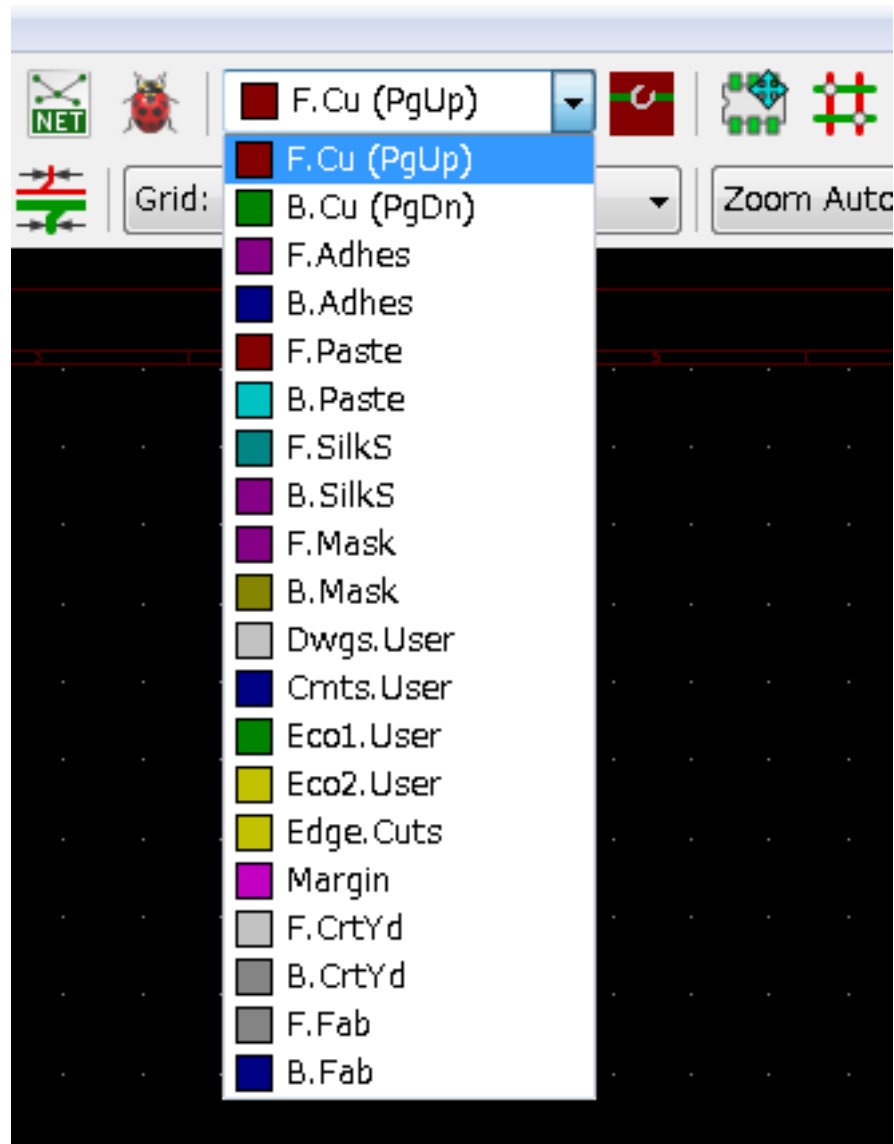 NET
F.Cu (PgUp)
F.Cu (PgUp)
Grid:
Zoom Auto
B.Cu (PgDn)
F.Adhes
B.Adhes
F.Paste
B.Paste
F.SilkS
B.SilkS
F.Mask
B.Mask
Dwgs.User
Cmts.User
Eco1.User
Eco2.User
Edge.Cuts
Margin
F.CrtYd
B.CrtYd
F.Fab
B.Fab